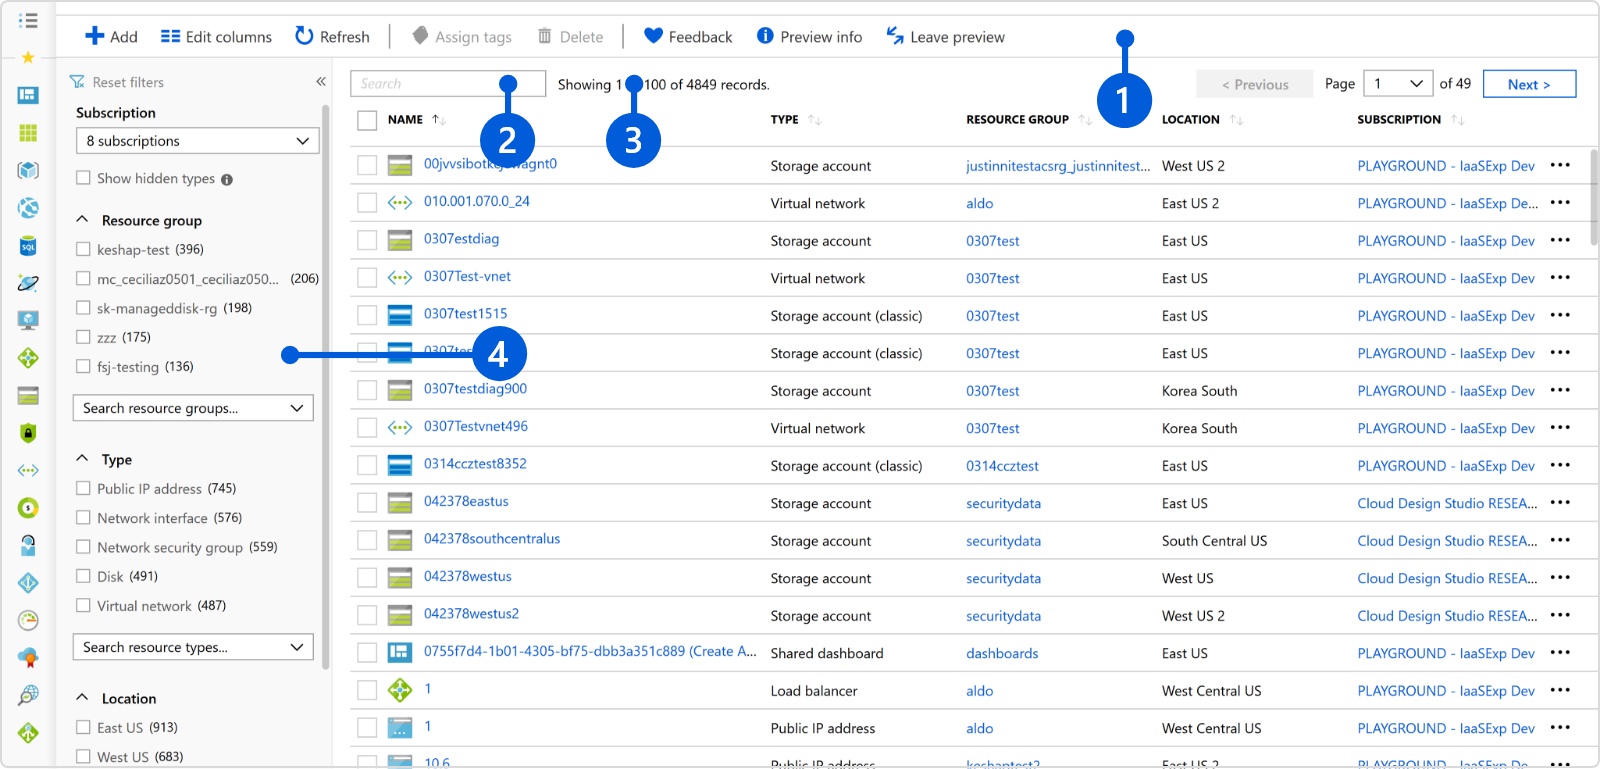 Add Edit columns Refresh Assign tags Delete Feedback Preview info Leave preview
1
Reset filters «
Subscription
8 subscriptions
Show hidden types
Resource group
keshap-test (396)
mc_ceciliaz0501_ceciliaz050... (206)
sk-manageddisk-rg (198)
zzz (175)
fsj-testing (136)
Search resource groups...
Type
Public IP address (745)
Network interface (576)
Network security group (559)
Disk (491)
Virtual network (487)
Search resource types...
Location
East US (913)
West US (683)
4
Search Showing 1 100 of 4849 records. < Previous Page 1 of 49 Next >
2 3
NAME TYPE RESOURCE GROUP LOCATION SUBSCRIPTION
Storage account justinnitestacsrg_justinnitest... West US 2 PLAYGROUND - IaaSExp Dev
010.001.070.0_24 Virtual network aldo East US 2 PLAYGROUND - IaaSExp De...
0307estdiag Storage account 0307test East US PLAYGROUND - IaaSExp Dev
0307Test-vnet Virtual network 0307test East US PLAYGROUND - IaaSExp Dev
0307test1515 Storage account (classic) 0307test East US PLAYGROUND - IaaSExp Dev
Storage account (classic) 0307test East US PLAYGROUND - IaaSExp Dev
0307testdiag900 Storage account 0307test Korea South PLAYGROUND - IaaSExp Dev
0307Testvnet496 Virtual network 0307test Korea South PLAYGROUND - IaaSExp Dev
0314ccztest8352 Storage account (classic) 0314ccztest East US PLAYGROUND - IaaSExp Dev
042378eastus Storage account securitydata East US Cloud Design Studio RESEA...
042378southcentralus Storage account securitydata South Central US Cloud Design Studio RESEA...
042378westus Storage account securitydata West US Cloud Design Studio RESEA...
042378westus2 Storage account securitydata West US 2 Cloud Design Studio RESEA...
0755f7d4-1b01-4305-bf75-dbb3a351c889 (Create A... Shared dashboard dashboards East US PLAYGROUND - IaaSExp Dev
1 Load balancer aldo West Central US PLAYGROUND - IaaSExp Dev
1 Public IP address aldo West Central US PLAYGROUND - IaaSExp Dev
10.6 Public IP address keshaptest2 East US 2 PLAYGROUND - IaaSExp De...